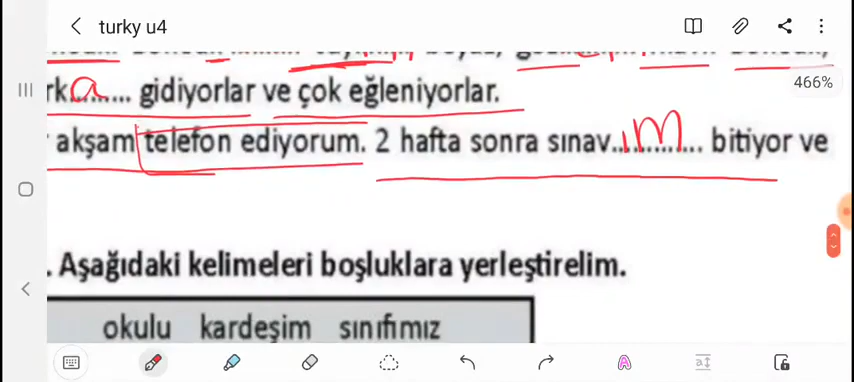 turky u4
466%
rk a......... gidiyorlar ve çok eğleniyorlar.
akşam telefon ediyorum. 2 hafta sonra sınav...ım......... bitiyor ve
. Aşağıdaki kelimeleri boşluklara yerleştirelim.
okulu kardeşim sınıfımız